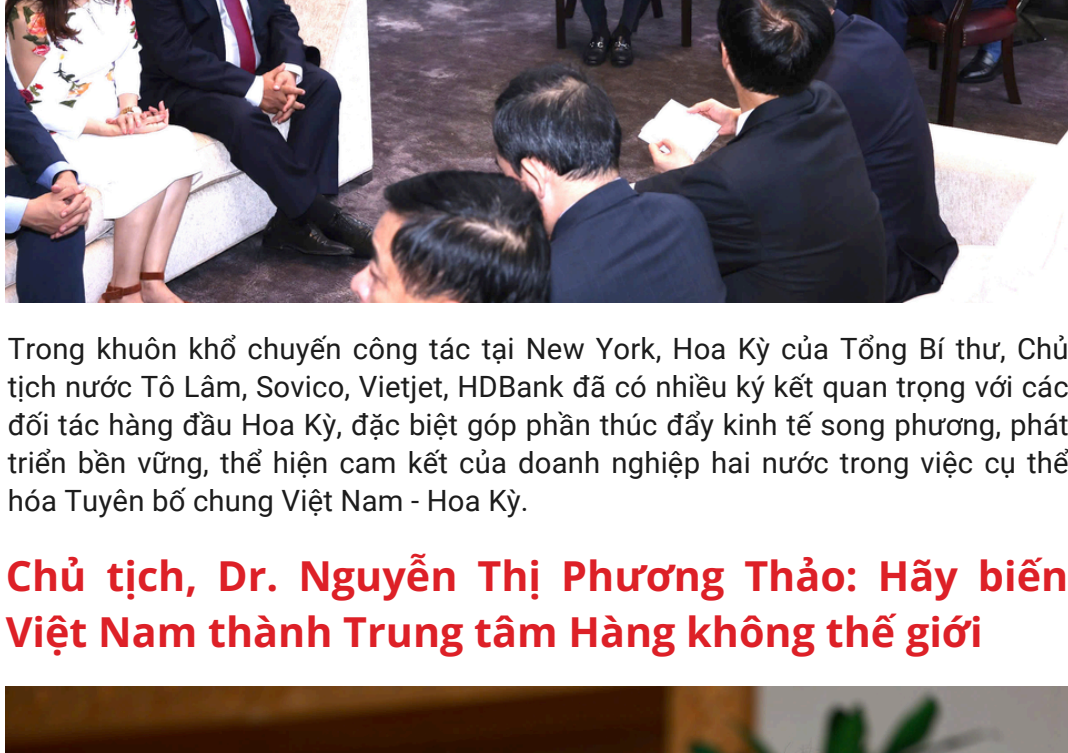 Trong khuôn khổ chuyến công tác tại New York, Hoa Kỳ của Tổng Bí thư, Chủ
tịch nước Tô Lâm, Sovico, Vietjet, HDBank đã có nhiều ký kết quan trọng với các
đối tác hàng đầu Hoa Kỳ, đặc biệt góp phần thúc đẩy kinh tế song phương, phát
triển bền vững, thể hiện cam kết của doanh nghiệp hai nước trong việc cụ thể
hóa Tuyên bố chung Việt Nam - Hoa Kỳ.
Chủ tịch, Dr. Nguyễn Thị Phương Thảo: Hãy biến
Việt Nam thành Trung tâm Hàng không thế giới